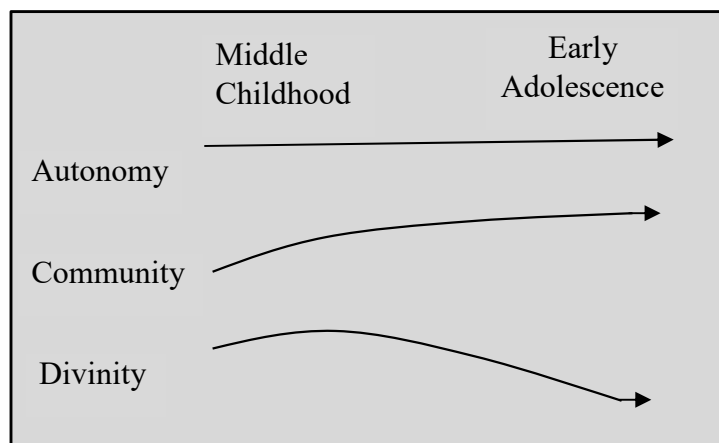 Middle
Childhood
Early
Adolescence
Autonomy
Community
Divinity